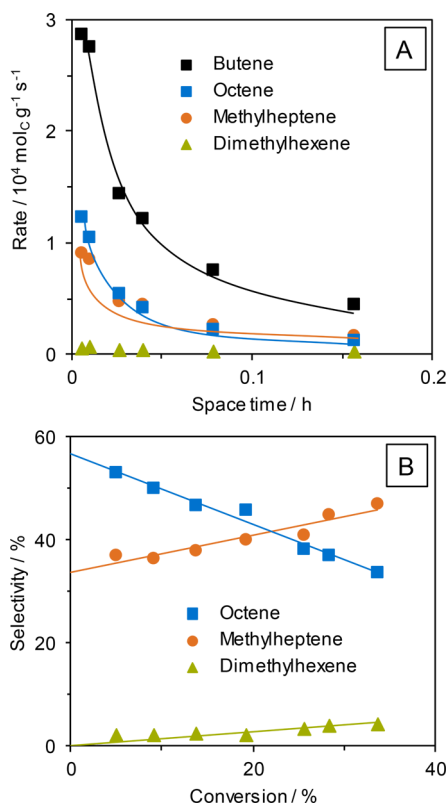 A
Butene
Octene
Methylheptene
Dimethylhexene
3
2
1
0
Rate / 10⁴ molC g⁻¹ s⁻¹
0
0.1
0.2
Space time / h
B
60
40
20
0
Selectivity / %
Octene
Methylheptene
Dimethylhexene
0
20
40
Conversion / %